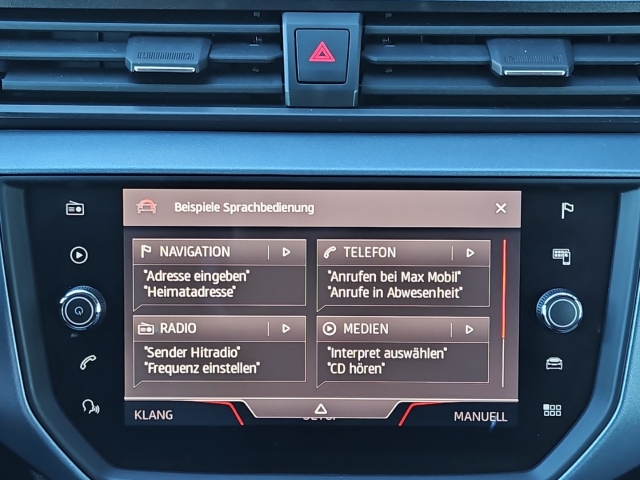 Beispiele Sprachbedienung
NAVIGATION
"Adresse eingeben"
"Heimatadresse"
TELEFON
"Anrufen bei Max Mobil"
"Anrufe in Abwesenheit"
RADIO
"Sender Hitradio"
"Frequenz einstellen"
MEDIEN
"Interpret auswählen"
"CD hören"
KLANG
MANUELL